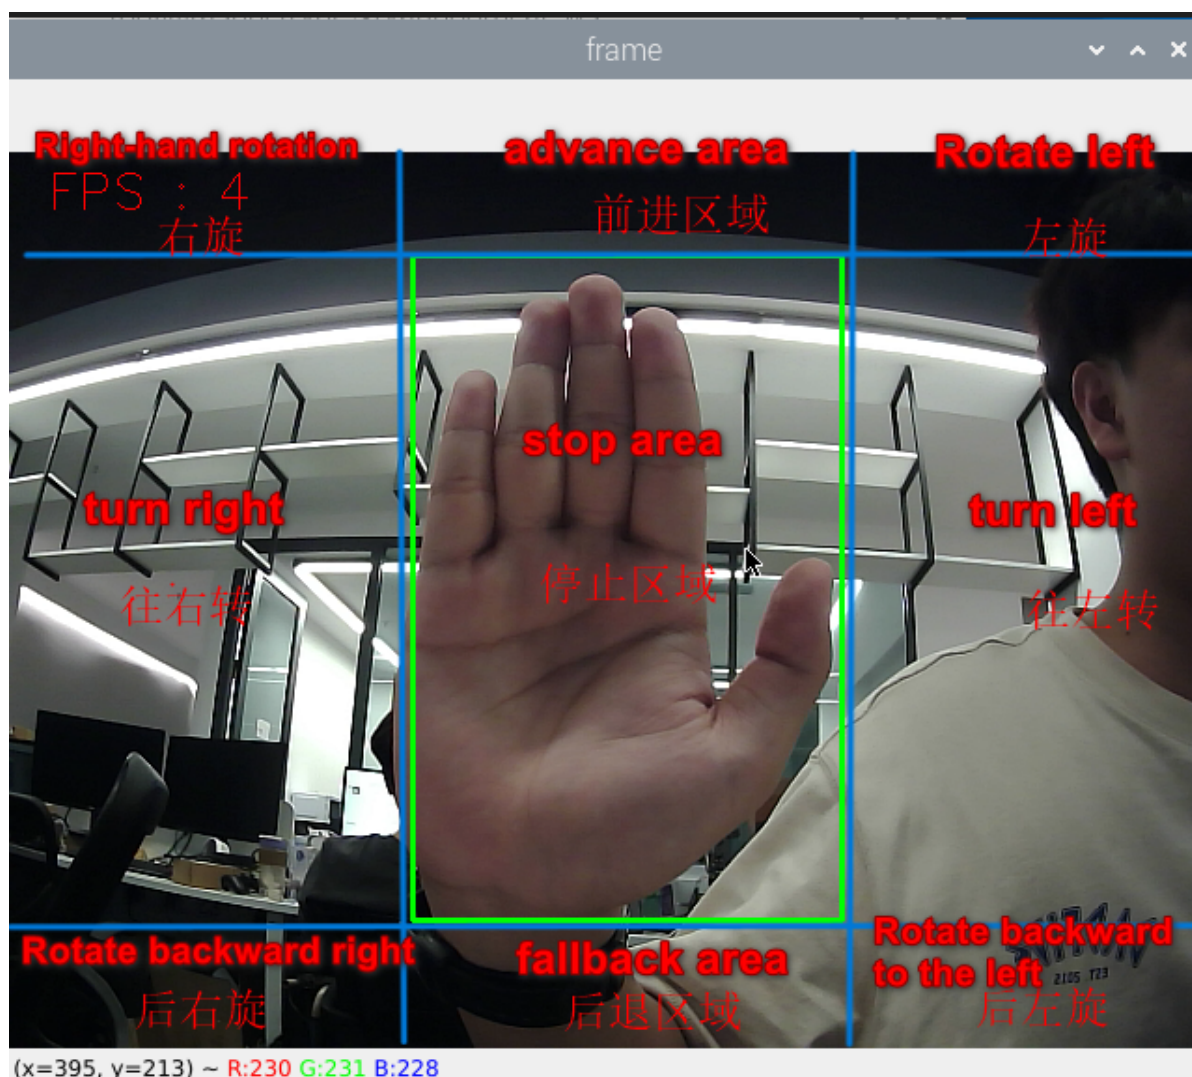 frame
Right-hand rotation
advance area
Rotate left
FPS : 4
右旋
前进区域
左旋
stop area
turn right
turn left
停止区域
往右转
往左转
Rotate backward right
fallback area
Rotate backward
to the left
2105 T23
后右旋
后退区域
后左旋
(x=395, y=213) ~ R:230 G:231 B:228